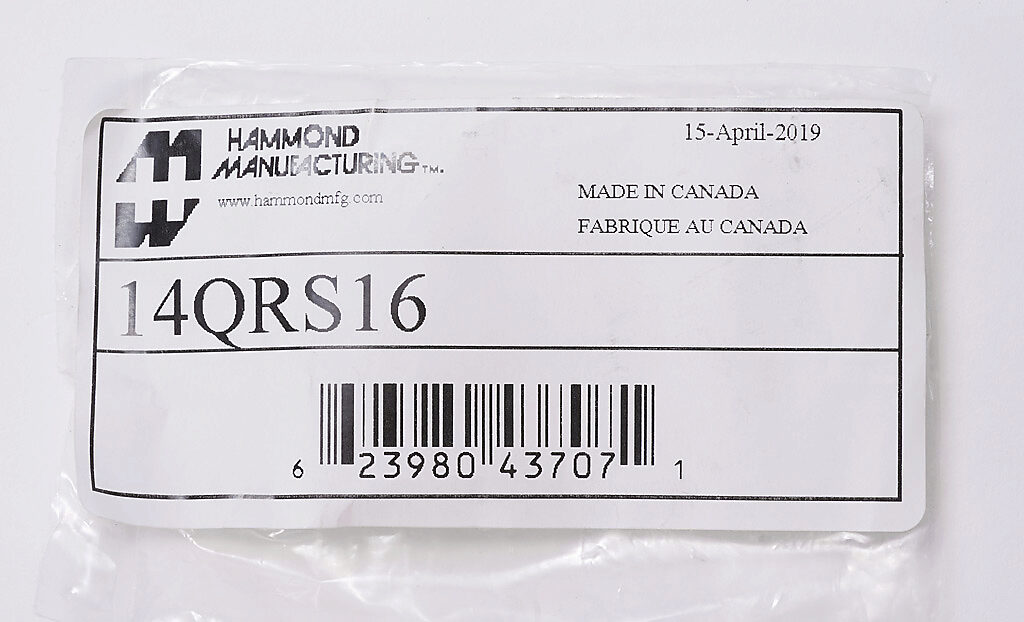 HAMMOND
MANUFACTURING™.
www.hammondmfg.com
15-April-2019
MADE IN CANADA
FABRIQUE AU CANADA
14QRS16
6 23980 43707 1